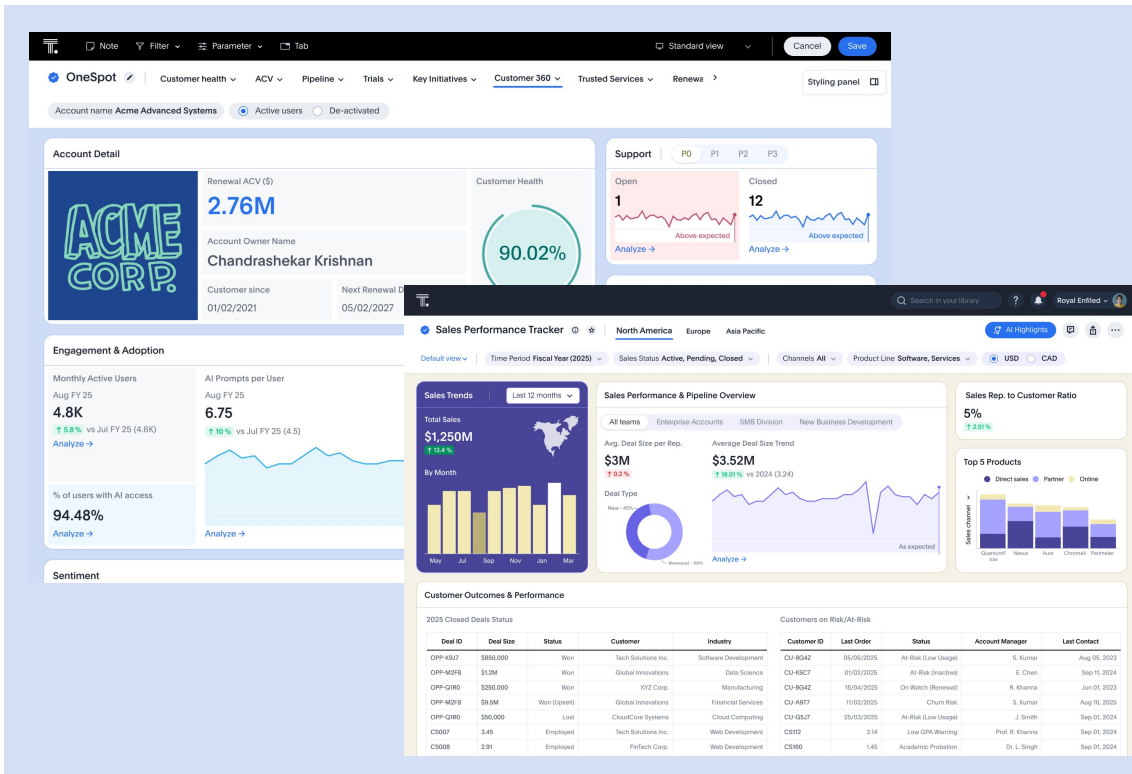 Note Filter Parameter Tab Standard view Cancel Save
OneSpot Customer health ACV Pipeline Trials Key Initiatives Customer 360 Trusted Services Renewa
Styling panel
Account name Acme Advanced Systems Active users De-activated
Account Detail
ACME
CORP.
Renewal ACV ($)
2.76M
Account Owner Name
Chandrashekar Krishnan
Customer since
01/02/2021
Next Renewal D
05/02/2027
Customer Health
90.02%
Support P0 P1 P2 P3
Open
1
Above expected
Analyze →
Closed
12
Above expected
Analyze →
Engagement & Adoption
Monthly Active Users
Aug FY 25
4.8K
↑ 5.8% vs Jul FY 25 (4.6K)
Analyze →
AI Prompts per User
Aug FY 25
6.75
↑ 10% vs Jul FY 25 (4.5)
Analyze →
% of users with AI access
94.48%
Analyze →
Sentiment
Search in your library ? Royal Enfiled
Sales Performance Tracker North America Europe Asia Pacific AI Highlights
Default view Time Period Fiscal Year (2025) Sales Status Active, Pending, Closed Channels All Product Line Software, Services USD CAD
Sales Trends Last 12 months
Total Sales
$1,250M
↑ 13.4 %
By Month
May Jul Sep Nov Jan Mar
Sales Performance & Pipeline Overview
All teams Enterprise Accounts SMB Division New Business Development
Avg. Deal Size per Rep.
$3M
↑ 0.2 %
Deal Type
New - 45%
Renewal - 55%
Average Deal Size Trend
$3.52M
↑ 18.01 % vs 2024 (3.24)
As expected
Analyze →
Sales Rep. to Customer Ratio
5%
↑ 2.51 %
Top 5 Products
Direct sales Partner Online
Sales channel
QuantumF
low
Nexus Aura ChromaX Perimeter
Customer Outcomes & Performance
2025 Closed Deals Status
Deal ID Deal Size Status Customer Industry
OPP-K9J7 $850,000 Won Tech Solutions Inc. Software Development
OPP-M2F8 $1.2M Won Global Innovations Data Science
OPP-Q1R0 $250,000 Won XYZ Corp. Manufacturing
OPP-M2F8 $9.5M Won (Upsell) Global Innovations Financial Services
OPP-Q1R0 $50,000 Lost CloudCore Systems Cloud Computing
CS007 3.45 Employed Tech Solutions Inc. Web Development
CS008 2.91 Employed FinTech Corp. Web Development
Customers on Risk/At-Risk
Customer ID Last Order Status Account Manager Last Contact
CU-8G4Z 05/05/2025 At-Risk (Low Usage) S. Kumar Aug 05, 2023
CU-K5C7 01/02/2025 At-Risk (Inactive) E. Chen Sep 11, 2024
CU-8G4Z 15/04/2025 On Watch (Renewal) R. Khanna Jun 01, 2023
CU-A9T7 11/02/2025 Churn Risk S. Kumar Aug 10, 2025
CU-G5J7 25/03/2025 At-Risk (Low Usage) J. Smith Sep 01, 2024
CS112 2.14 Low GPA Warning Prof. R. Khanna Sep 01, 2024
CS160 1.45 Academic Probation Dr. L. Singh Sep 01, 2024